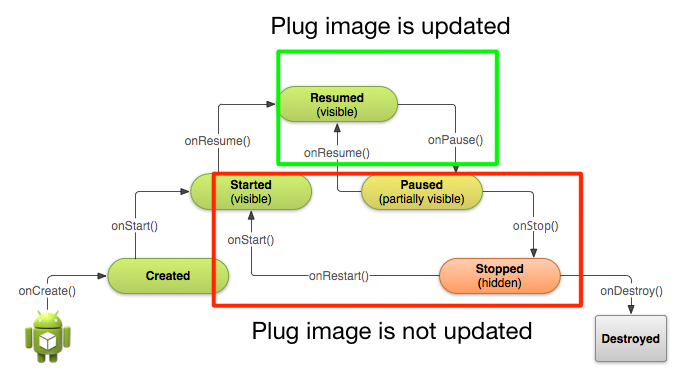 Plug image is updated
Resumed
(visible)
onResume()
onResume()
onPause()
Started
(visible)
Paused
(partially visible)
onStart()
onStart()
onStop()
Created
onRestart()
Stopped
(hidden)
onCreate()
onDestroy()
Plug image is not updated
Destroyed